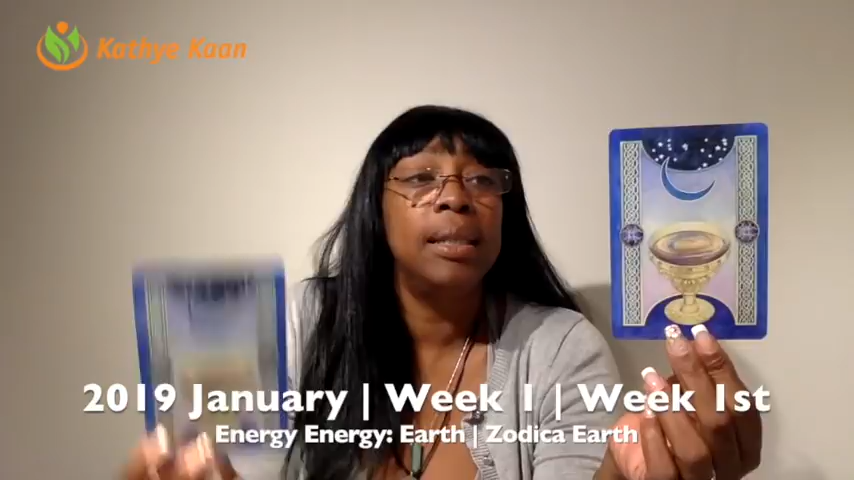 Kathye Kaan
2019 January | Week 1 | Week 1st
Energy Energy: Earth | Zodica Earth